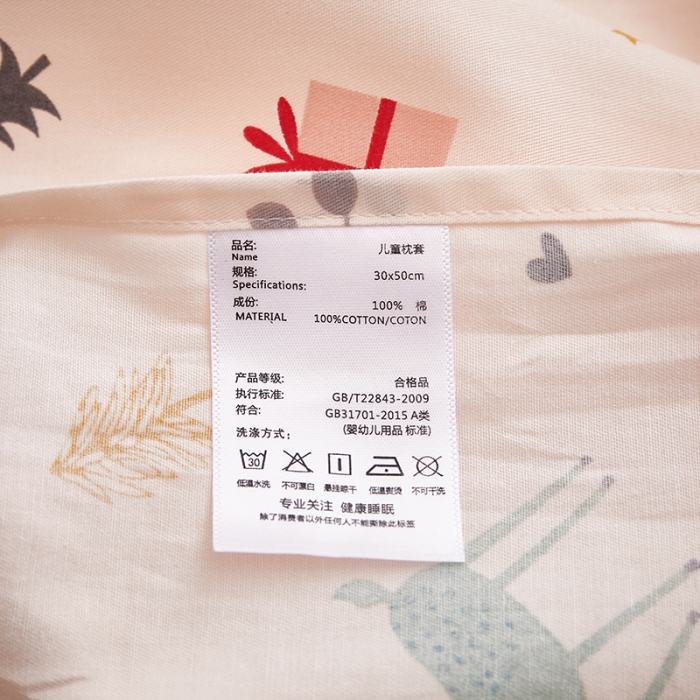 品名: 儿童枕套
Name
规格: 30x50cm
Specifications:
成份: 100% 棉
MATERIAL 100%COTTON/COTON
产品等级: 合格品
执行标准: GB/T22843-2009
符合: GB31701-2015 A类
洗涤方式: (婴幼儿用品 标准)
30
低温水洗 不可漂白 悬挂晾干 低温熨烫 不可干洗
专业关注 健康睡眠
除了消费者以外任何人不能撕除此标签